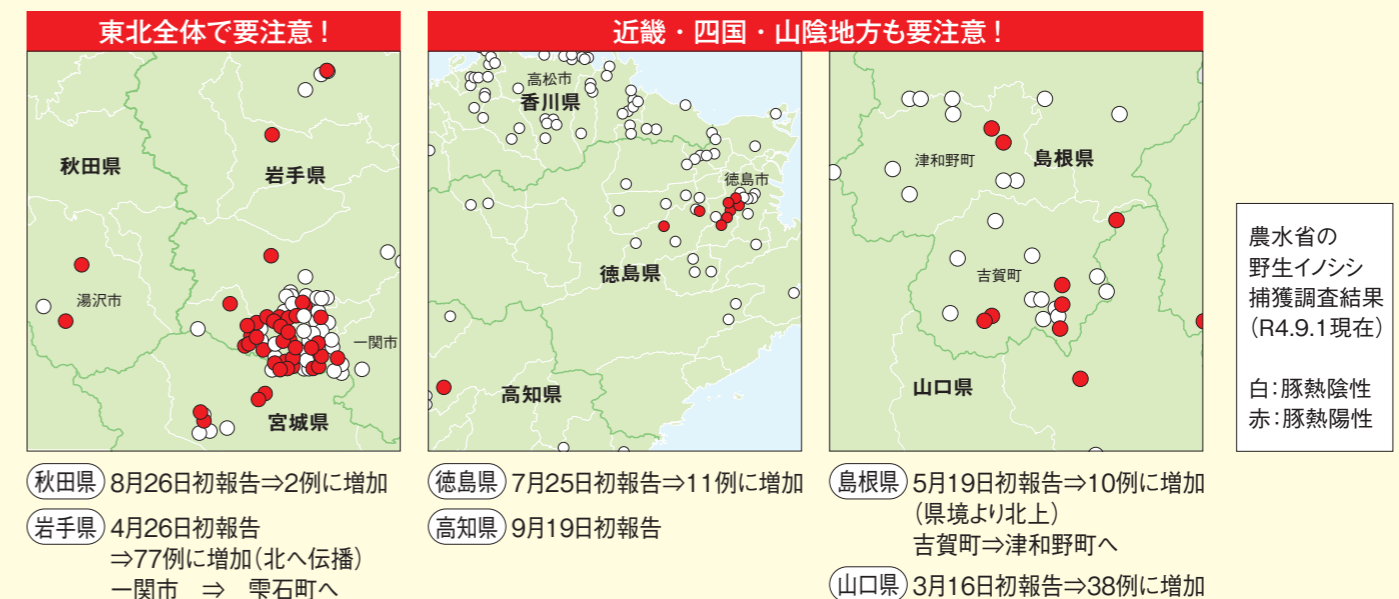 東北全体で要注意！
近畿・四国・山陰地方も要注意！
秋田県
岩手県
湯沢市
一関市
宮城県
高松市
香川県
徳島市
徳島県
高知県
津和野町
島根県
吉賀町
山口県
農水省の
野生イノシシ
捕獲調査結果
（R4.9.1現在）
白：豚熱陰性
赤：豚熱陽性
秋田県 8月26日初報告⇒2例に増加
岩手県 4月26日初報告
⇒77例に増加（北へ伝播）
一関市　⇒　雫石町へ
徳島県 7月25日初報告⇒11例に増加
高知県 9月19日初報告
島根県 5月19日初報告⇒10例に増加
（県境より北上）
吉賀町⇒津和野町へ
山口県 3月16日初報告⇒38例に増加